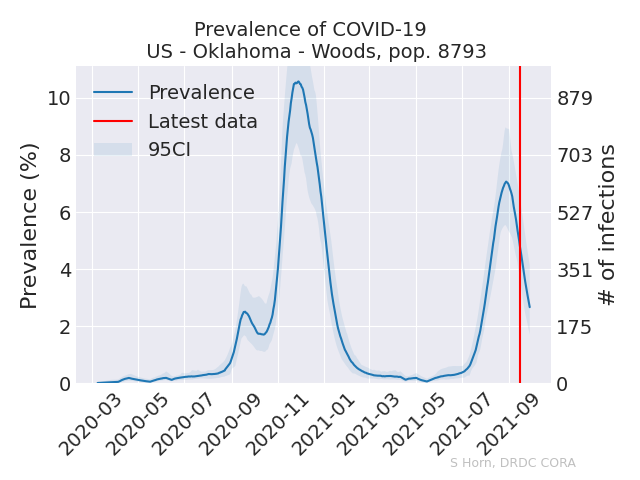 Prevalence of COVID-19
US - Oklahoma - Woods, pop. 8793
Prevalence
Latest data
95CI
Prevalence (%)
10
8
6
4
2
0
# of infections
879
703
527
351
175
0
2020-03
2020-05
2020-07
2020-09
2020-11
2021-01
2021-03
2021-05
2021-07
2021-09
S Horn, DRDC CORA